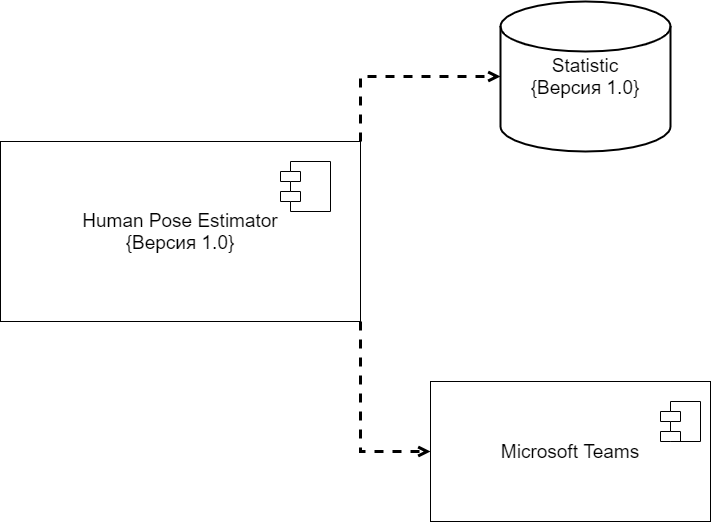 Statistic
{Версия 1.0}
Human Pose Estimator
{Версия 1.0}
Microsoft Teams